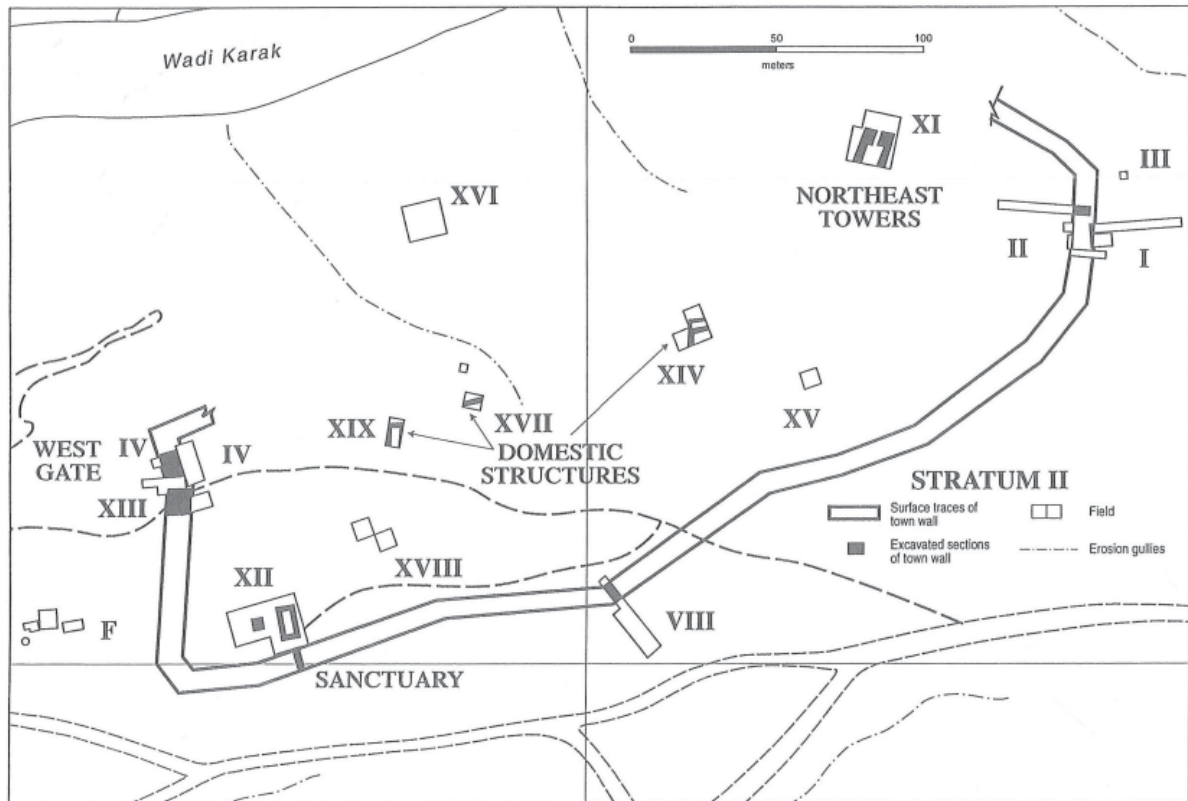 Wadi Karak
0 50 100
meters
XI
NORTHEAST
TOWERS
III
XVI
II
I
XIV
XV
XVII
XIX
DOMESTIC
STRUCTURES
WEST
GATE
IV
IV
XIII
STRATUM II
Surface traces of
town wall
Field
Excavated sections
of town wall
Erosion gullies
XVIII
XII
F
VIII
SANCTUARY